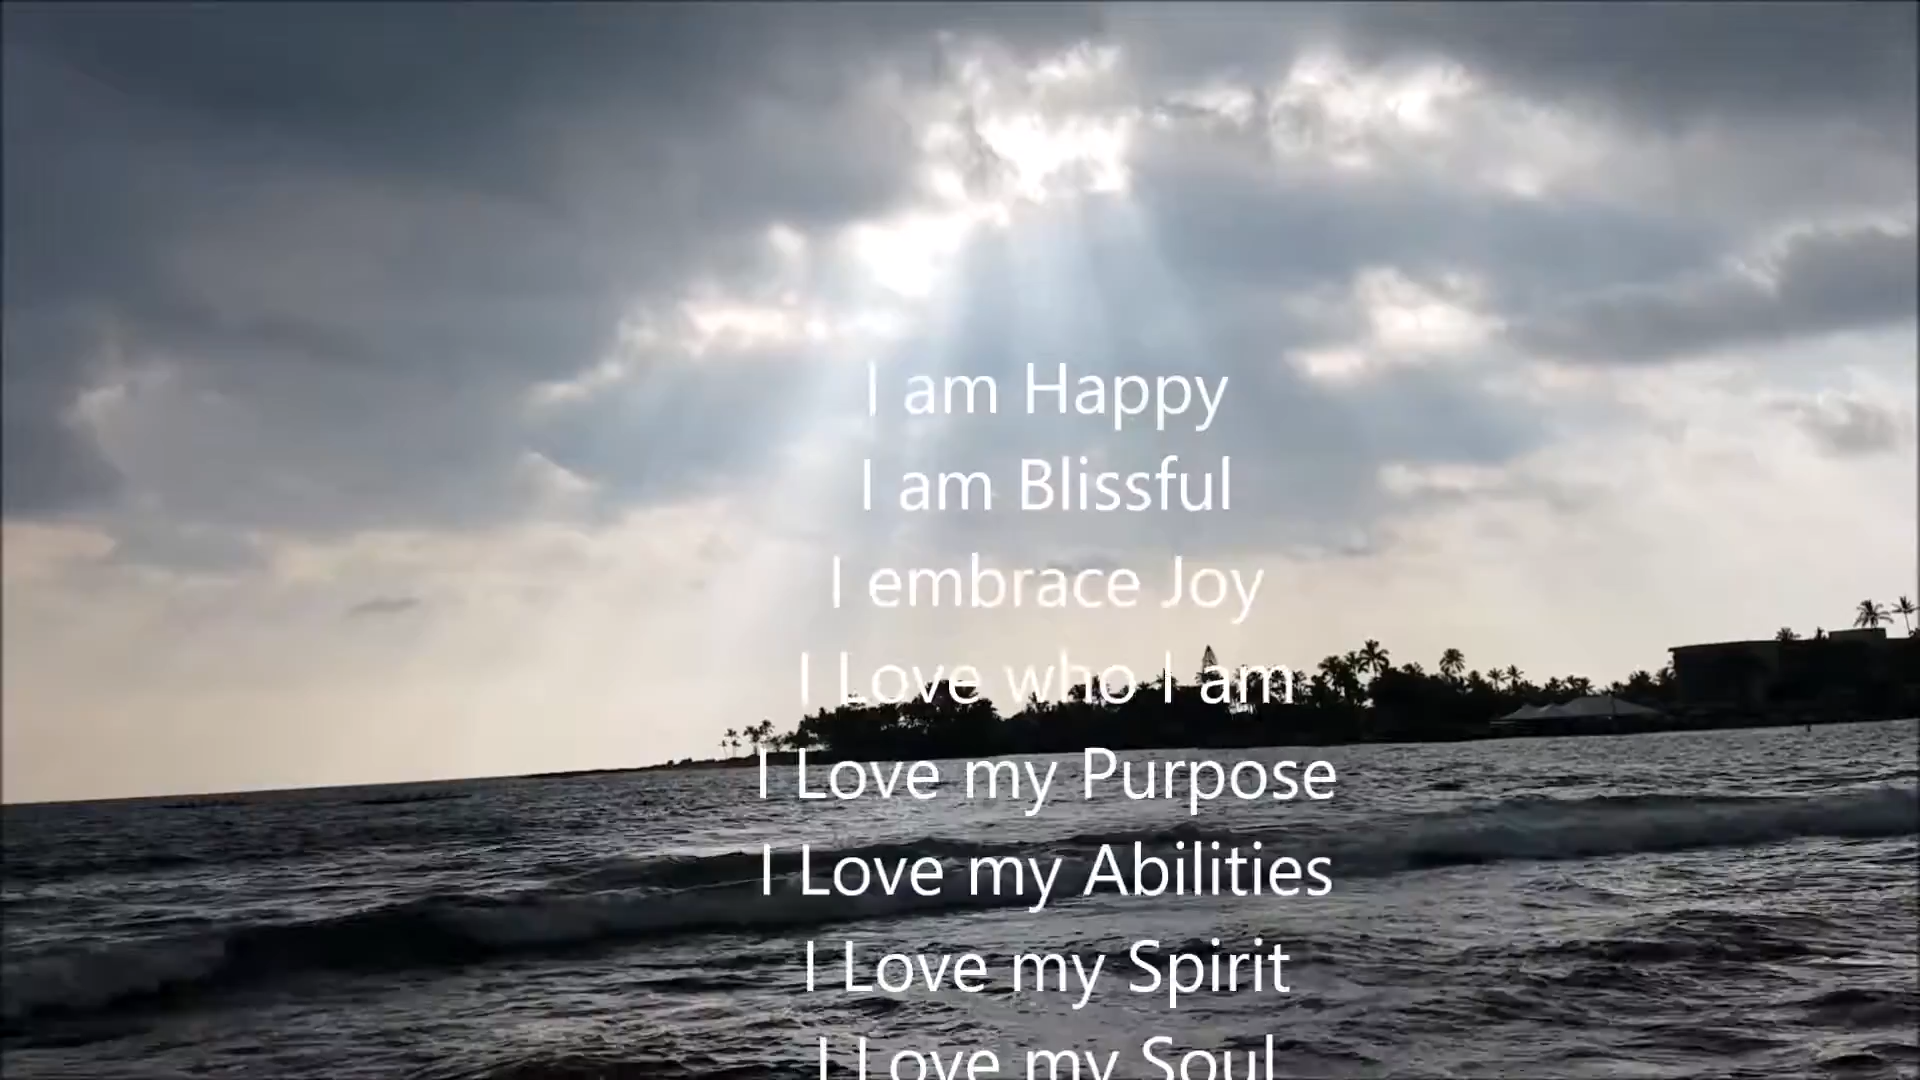 I am Happy
I am Blissful
I embrace Joy
I Love who I am
I Love my Purpose
I Love my Abilities
I Love my Spirit
I Love my Soul